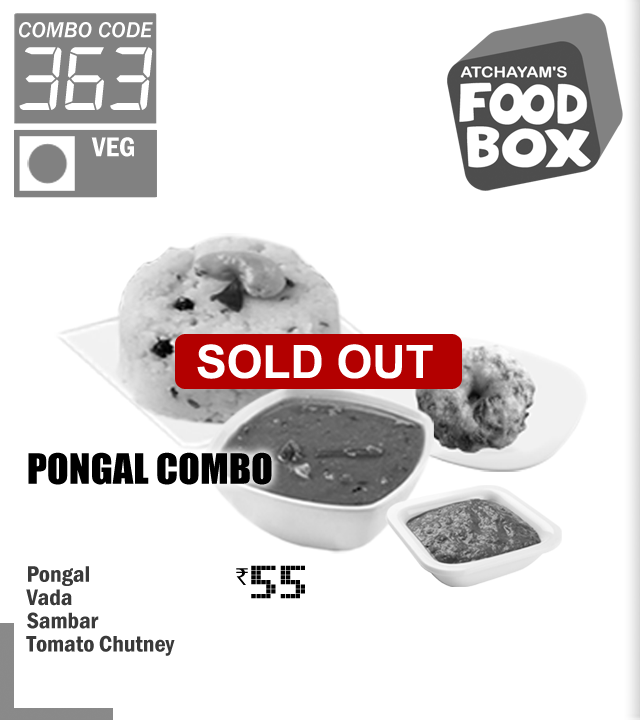 COMBO CODE
363
VEG
ATCHAYAM'S
FOOD
BOX
SOLD OUT
PONGAL COMBO
Pongal
Vada
Sambar
Tomato Chutney
₹55